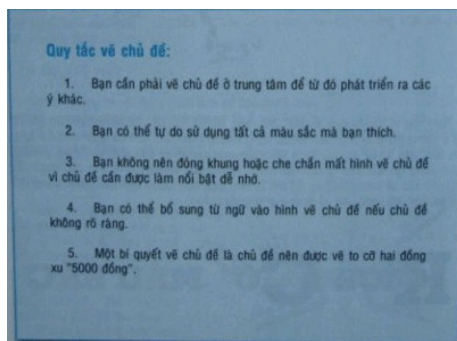 Quy tắc vẽ chủ đề:
1. Bạn cần phải vẽ chủ đề ở trung tâm để từ đó phát triển ra các
ý khác.
2. Bạn có thể tự do sử dụng tất cả màu sắc mà bạn thích.
3. Bạn không nên đóng khung hoặc che chắn mất hình vẽ chủ đề
vì chủ đề cần được làm nổi bật dễ nhớ.
4. Bạn có thể bổ sung từ ngữ vào hình vẽ chủ đề nếu chủ đề
không rõ ràng.
5. Một bí quyết vẽ chủ đề là chủ đề nên được vẽ to cỡ hai đồng
xu "5000 đồng".